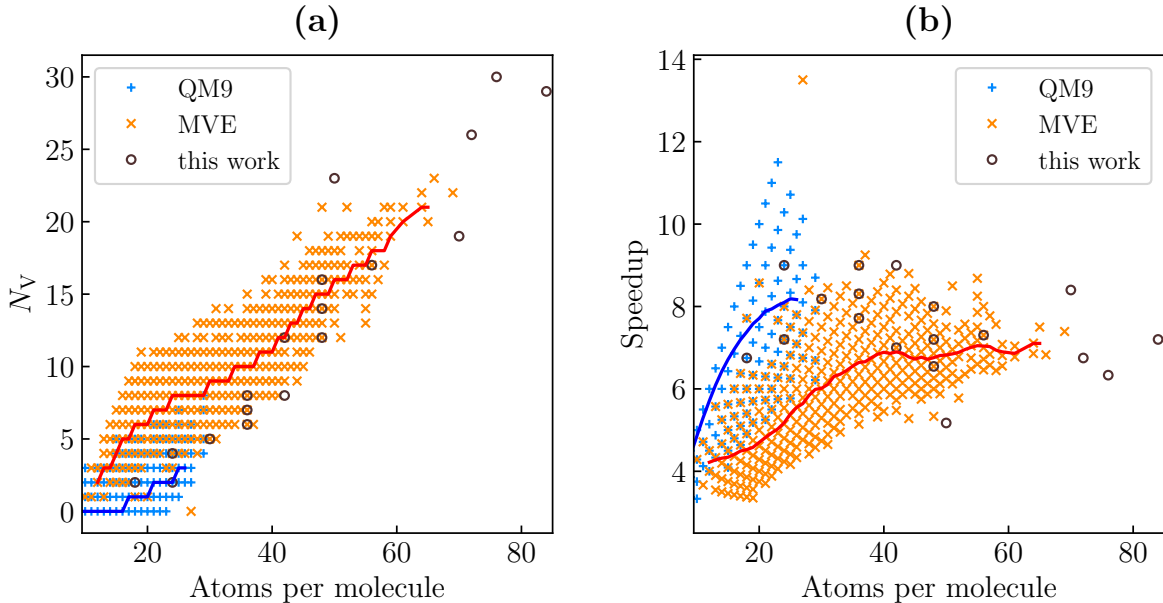 (a)
QM9
MVE
this work
30
25
20
15
10
5
0
N_V
20 40 60 80
Atoms per molecule
(b)
QM9
MVE
this work
14
12
10
8
6
4
Speedup
20 40 60 80
Atoms per molecule